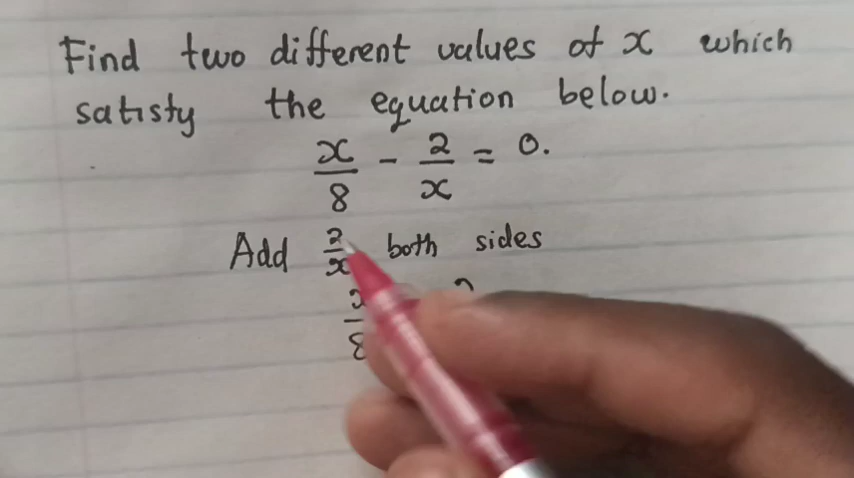 Find two different values of x which
satisfy the equation below.
x/8 - 2/x = 0.
Add 2/x both sides